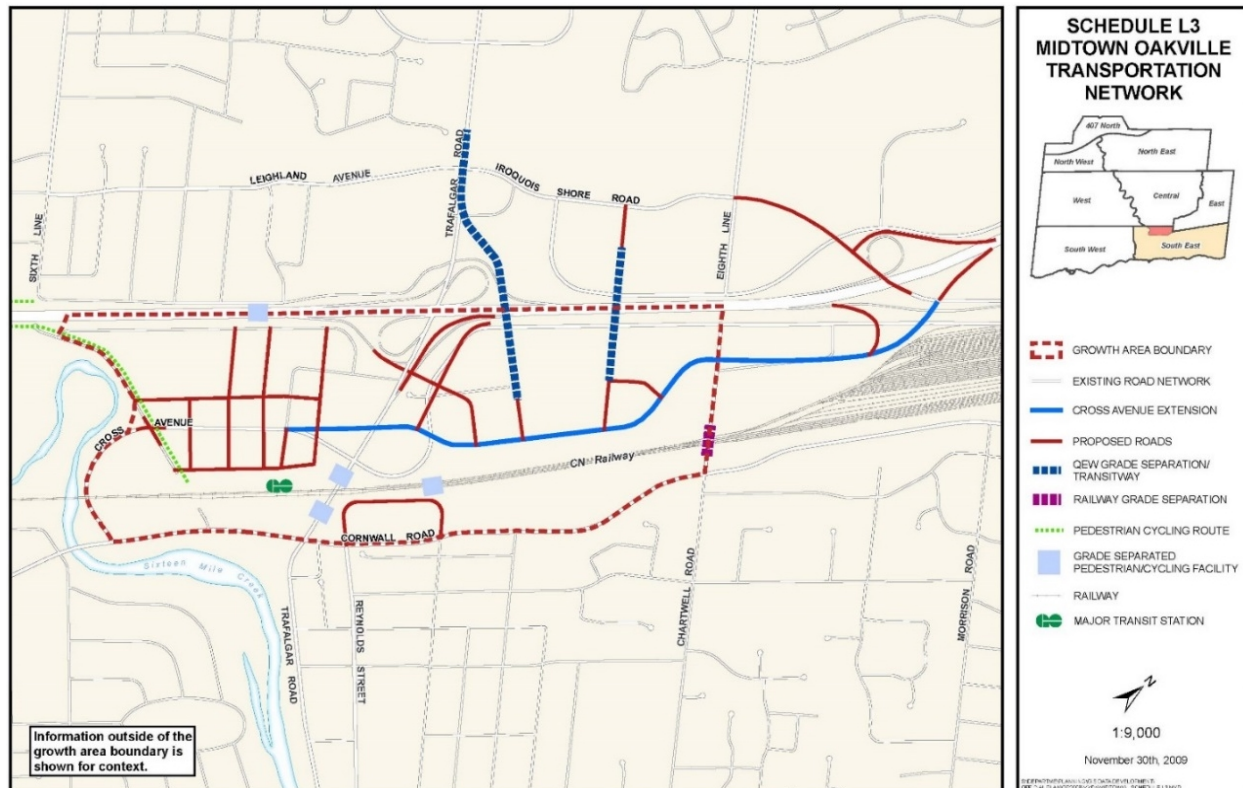 SCHEDULE L3
MIDTOWN OAKVILLE
TRANSPORTATION
NETWORK
407 North
North West
North East
West
Central
East
South West
South East
GROWTH AREA BOUNDARY
EXISTING ROAD NETWORK
CROSS AVENUE EXTENSION
PROPOSED ROADS
QEW GRADE SEPARATION/
TRANSITWAY
RAILWAY GRADE SEPARATION
PEDESTRIAN CYCLING ROUTE
GRADE SEPARATED
PEDESTRIAN/CYCLING FACILITY
RAILWAY
MAJOR TRANSIT STATION
N
1:9,000
November 30th, 2009
SIXTH LINE
LEIGHLAND AVENUE
TRAFALGAR ROAD
IROQUOIS SHORE ROAD
EIGHTH LINE
CROSS AVENUE
CN Railway
GO
CORNWALL ROAD
Sixteen Mile Creek
TRAFALGAR ROAD
REYNOLDS STREET
CHARTWELL ROAD
MORRISON ROAD
Information outside of the
growth area boundary is
shown for context.